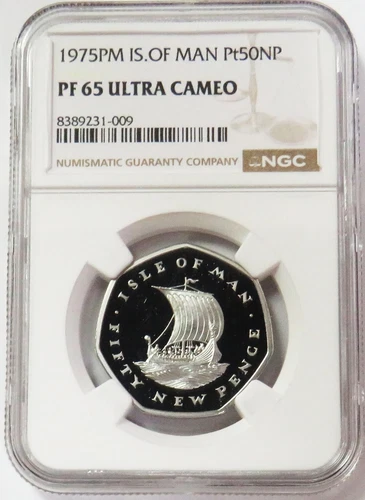 1975PM IS.OF MAN Pt50NP
PF 65 ULTRA CAMEO
8389231-009
NUMISMATIC GUARANTY COMPANY NGC
· ISLE OF MAN ·
FIFTY NEW PENCE